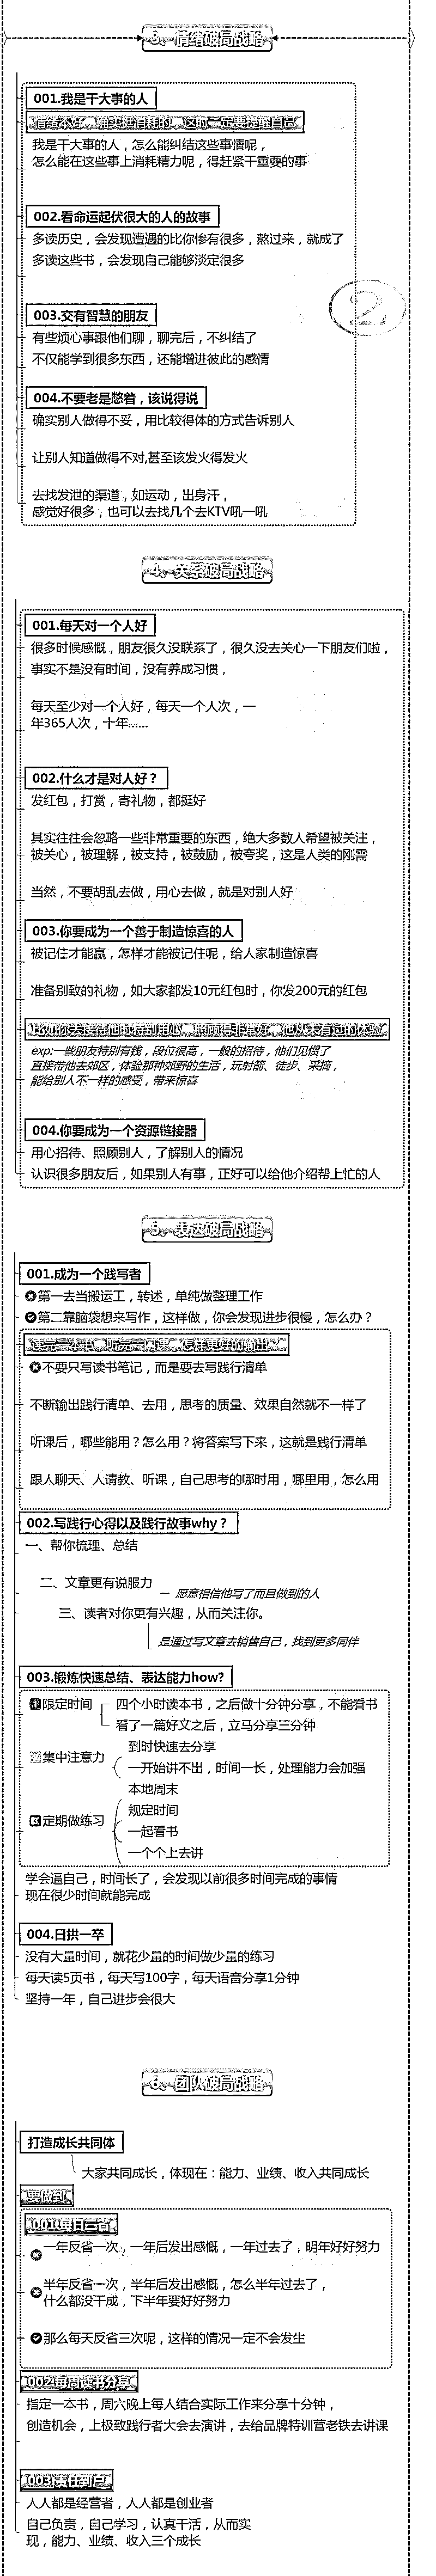 3、情绪破局战略
001.我是干大事的人
情绪不好，确实是消耗的，这时一定要提醒自己
我是干大事的人，怎么能纠结这些事情呢，
怎么能在这些事上消耗精力呢，得赶紧干重要的事
002.看命运起伏很大的人的故事
多读历史，会发现遭遇的比你惨有很多，熬过来，就成了
多读这些书，会发现自己能够淡定很多
2
003.交有智慧的朋友
有些烦心事跟他们聊，聊完后，不纠结了
不仅能学到很多东西，还能增进彼此的感情
004.不要老是憋着，该说得说
确实别人做得不妥，用比较得体的方式告诉别人
让别人知道做得不对,甚至该发火得发火
去找发泄的渠道，如运动，出身汗，
感觉好很多，也可以去找几个去KTV吼一吼
4、关系破局战略
001.每天对一个人好
很多时候感慨，朋友很久没联系了，很久没去关心一下朋友们啦，
事实不是没有时间，没有养成习惯，
每天至少对一个人好，每天一个人次，一
年365人次，十年......
002.什么才是对人好？
发红包，打赏，寄礼物，都挺好
其实往往会忽略一些非常重要的东西，绝大多数人希望被关注，
被关心，被理解，被支持，被鼓励，被夸奖，这是人类的刚需
当然，不要胡乱去做，用心去做，就是对别人好
003.你要成为一个善于制造惊喜的人
被记住才能赢，怎样才能被记住呢，给人家制造惊喜
准备别致的礼物，如大家都发10元红包时，你发200元的红包
比如你去接待他时特别用心，照顾得非常好，他从未有过的体验
exp:一些朋友特别有钱，段位很高，一般的招待，他们见惯了
直接带他去郊区，体验那种郊野的生活，玩射箭、徒步、采摘，
能给别人不一样的感受，带来惊喜
004.你要成为一个资源链接器
用心招待、照顾别人，了解别人的情况
认识很多朋友后，如果别人有事，正好可以给他介绍帮上忙的人
5、表达破局战略
001.成为一个践写者
第一去当搬运工，转述，单纯做整理工作
第二靠脑袋想来写作，这样做，你会发现进步很慢，怎么办？
读完一本书，听完一门课，怎样更好的输出？
不要只写读书笔记，而是要去写践行清单
不断输出践行清单、去用，思考的质量、效果自然就不一样了
听课后，哪些能用？怎么用？将答案写下来，这就是践行清单
跟人聊天、人请教、听课，自己思考的哪时用，哪里用，怎么用
002.写践行心得以及践行故事why？
一、帮你梳理、总结
二、文章更有说服力
愿意相信他写了而且做到的人
三、读者对你更有兴趣，从而关注你。
是通过写文章去销售自己，找到更多同伴
003.锻炼快速总结、表达能力how?
1限定时间
四个小时读本书，之后做十分钟分享，不能看书
看了一篇好文之后，立马分享三分钟
集中注意力
到时快速去分享
一开始讲不出，时间一长，处理能力会加强
定期做练习
本地周末
规定时间
一起看书
一个个上去讲
学会逼自己，时间长了，会发现以前很多时间完成的事情
现在很少时间就能完成
004.日拱一卒
没有大量时间，就花少量的时间做少量的练习
每天读5页书，每天写100字，每天语音分享1分钟
坚持一年，自己进步会很大
6、团队破局战略
打造成长共同体
大家共同成长，体现在：能力、业绩、收入共同成长
要做到
001.每日三省
一年反省一次，一年后发出感慨，一年过去了，明年好好努力
半年反省一次，半年后发出感慨，怎么半年过去了，
什么都没干成，下半年要好好努力
那么每天反省三次呢，这样的情况一定不会发生
002.每周读书分享
指定一本书，周六晚上每人结合实际工作来分享十分钟，
创造机会，上极致践行者大会去演讲，去给品牌特训营老铁去讲课
003.责任到户
人人都是经营者，人人都是创业者
自己负责，自己学习，认真干活，从而实
现，能力、业绩、收入三个成长